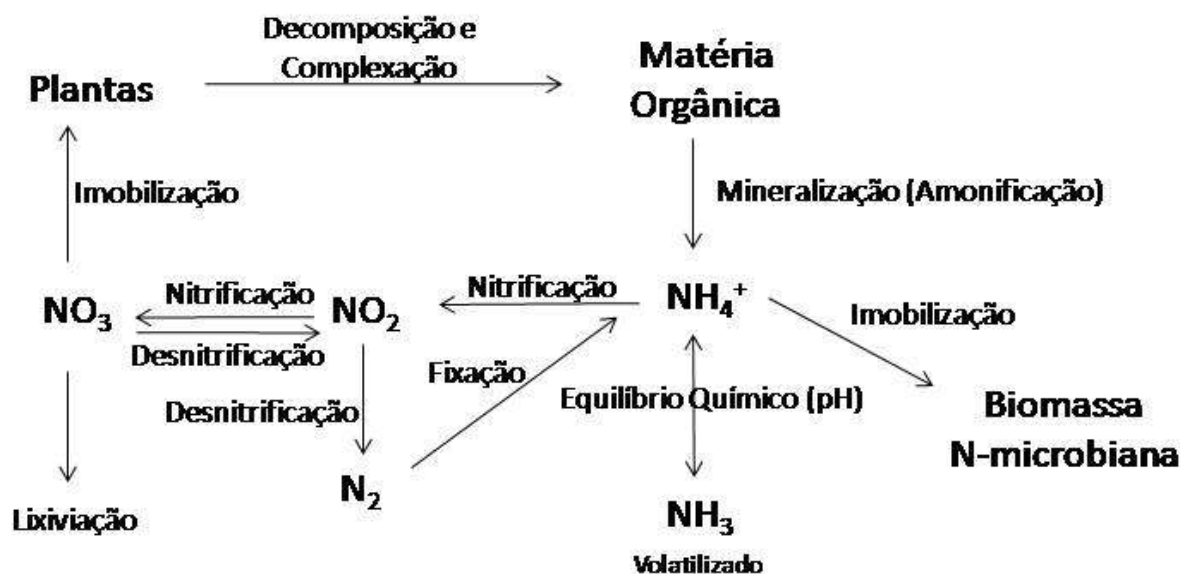 Decomposição e
Complexação
Plantas
Matéria
Orgânica
Imobilização
Mineralização (Amonificação)
NO₃
Nitrificação
Desnitrificação
NO₂
Nitrificação
NH₄⁺
Imobilização
Desnitrificação
Fixação
Equilíbrio Químico (pH)
Biomassa
N-microbiana
Lixiviação
N₂
NH₃
Volatilizado